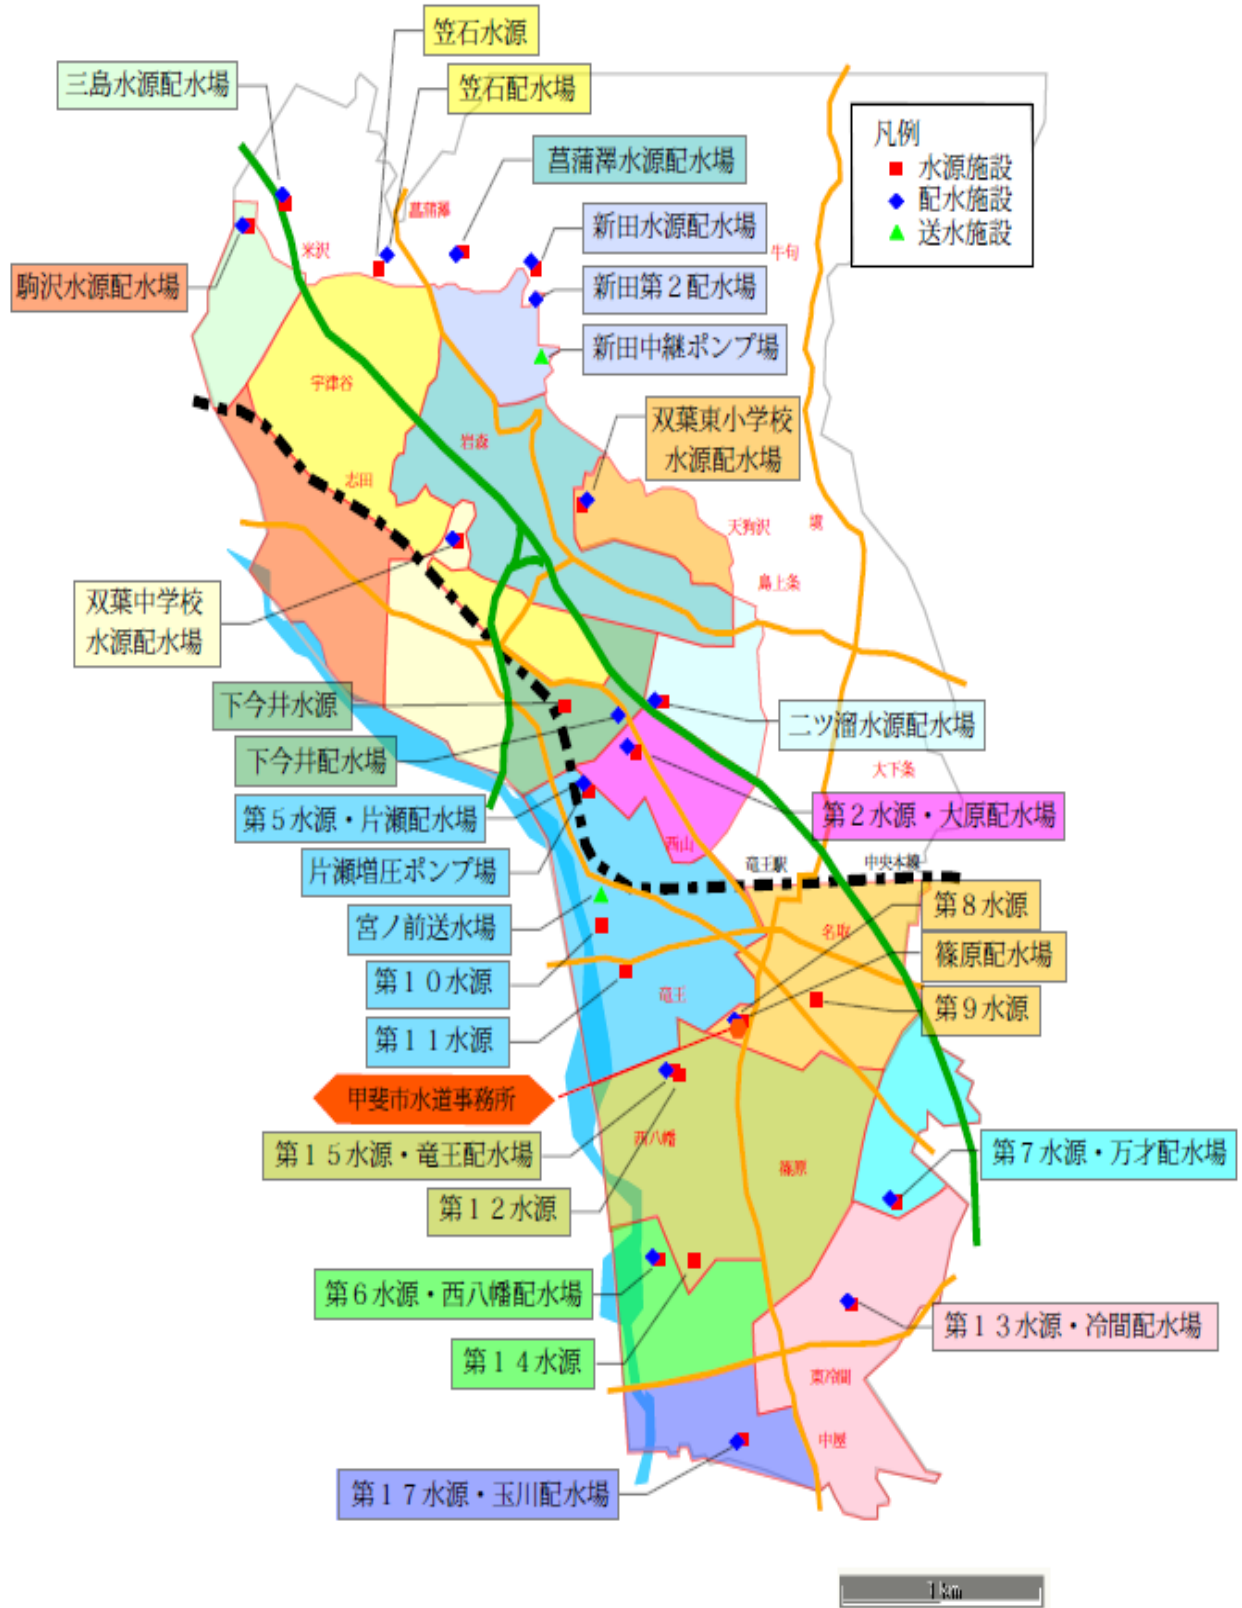 笠石水源
三島水源配水場
笠石配水場
凡例
水源施設
配水施設
送水施設
菖蒲澤水源配水場
菖蒲澤
新田水源配水場
米沢
牛句
駒沢水源配水場
新田第２配水場
新田中継ポンプ場
宇津谷
双葉東小学校
水源配水場
岩森
志田
天狗沢
境
島上条
双葉中学校
水源配水場
下今井水源
二ツ溜水源配水場
下今井配水場
大下条
第５水源・片瀬配水場
第２水源・大原配水場
西山
片瀬増圧ポンプ場
竜王駅
中央本線
第８水源
宮ノ前送水場
名取
篠原配水場
第１０水源
竜王
第９水源
第１１水源
甲斐市水道事務所
西八幡
第１５水源・竜王配水場
篠原
第７水源・万才配水場
第１２水源
第６水源・西八幡配水場
第１３水源・冷間配水場
第１４水源
東冷間
中屋
第１７水源・玉川配水場
1 km